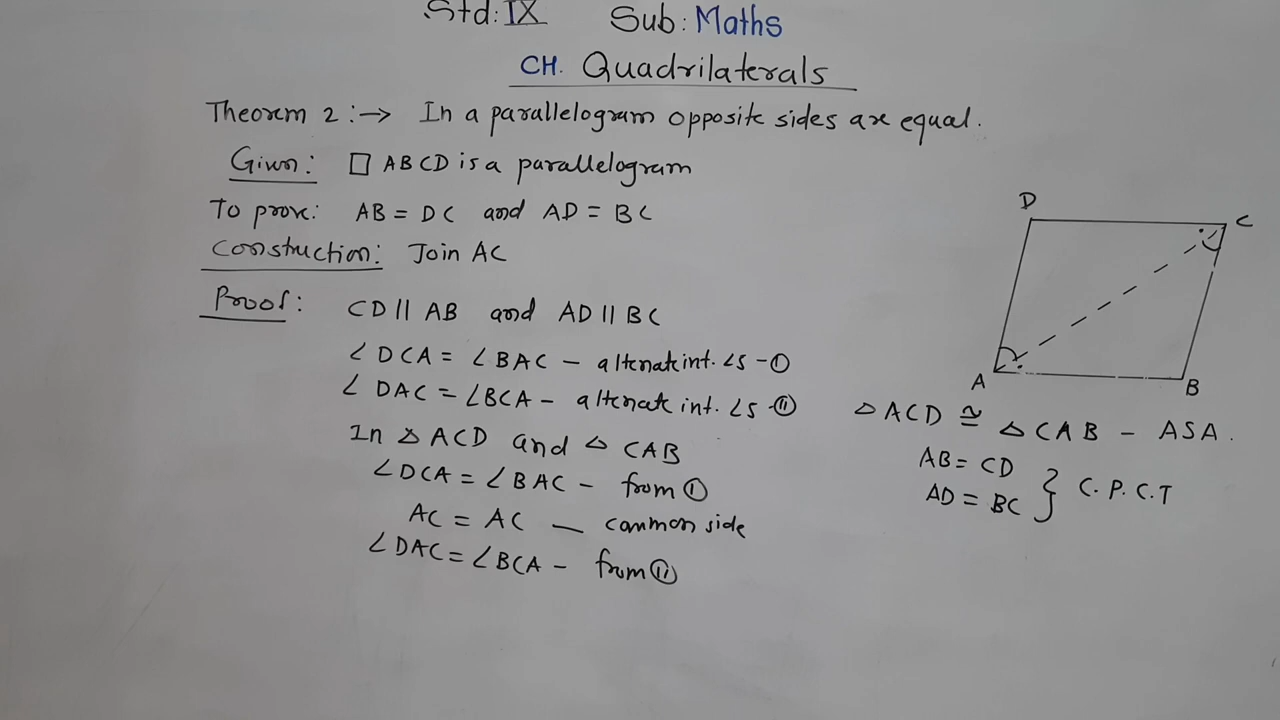 Std: IX Sub: Maths
CH. Quadrilaterals
Theorem 2 :→ In a parallelogram opposite sides are equal.
Given: □ ABCD is a parallelogram
To prove: AB = DC and AD = BC
Construction: Join AC
Proof: CD || AB and AD || BC
∠DCA = ∠BAC - alternate int. ∠s - ①
∠DAC = ∠BCA - alternate int. ∠s - ⑪
In △ ACD and △ CAB
∠DCA = ∠BAC - from ①
AC = AC - common side
∠DAC = ∠BCA - from ⑪
D
C
A
B
△ ACD ≅ △ CAB - ASA.
AB = CD
AD = BC } C.P.C.T